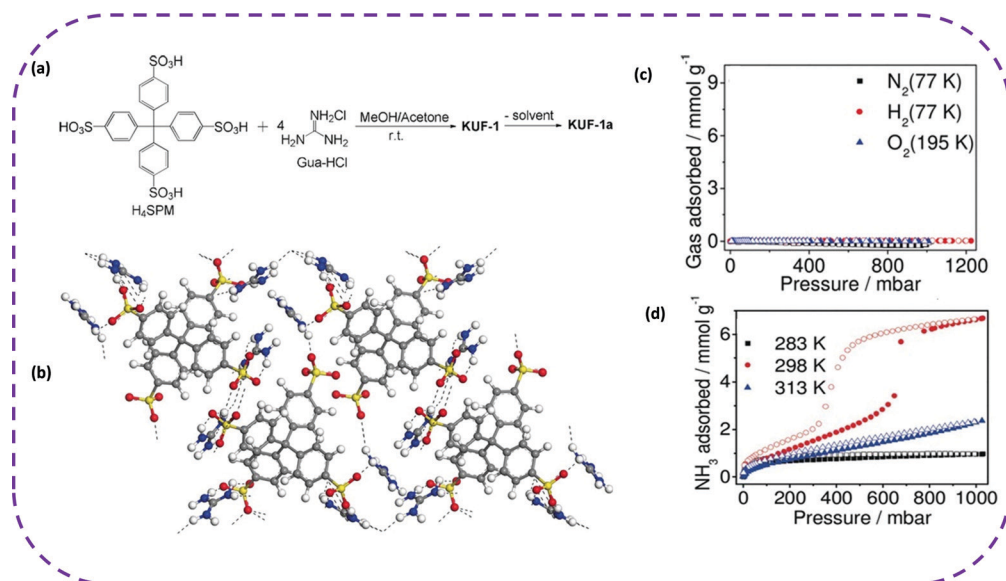 (a)
SO₃H
HO₃S
SO₃H
SO₃H
H₄SPM
+ 4
NH₂Cl
H₂N NH₂
Gua-HCl
MeOH/Acetone
r.t.
KUF-1
- solvent
KUF-1a
(b)
(c)
Gas adsorbed / mmol g⁻¹
9
6
3
0
N₂(77 K)
H₂(77 K)
O₂(195 K)
0 400 800 1200
Pressure / mbar
(d)
NH₃ adsorbed / mmol g⁻¹
6
4
2
0
283 K
298 K
313 K
0 200 400 600 800 1000
Pressure / mbar